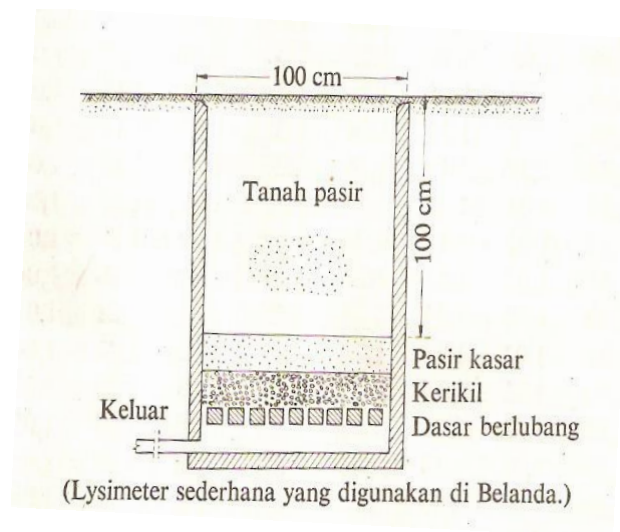 100 cm
Tanah pasir
100 cm
Pasir kasar
Kerikil
Keluar
Dasar berlubang
(Lysimeter sederhana yang digunakan di Belanda.)